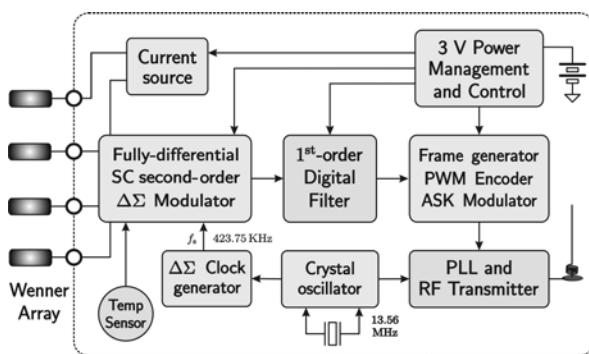 Current
source
3 V Power
Management
and Control
Fully-differential
SC second-order
ΔΣ Modulator
1st-order
Digital
Filter
Frame generator
PWM Encoder
ASK Modulator
fs 423.75 KHz
Wenner
Array
Temp
Sensor
ΔΣ Clock
generator
Crystal
oscillator
PLL and
RF Transmitter
13.56
MHz